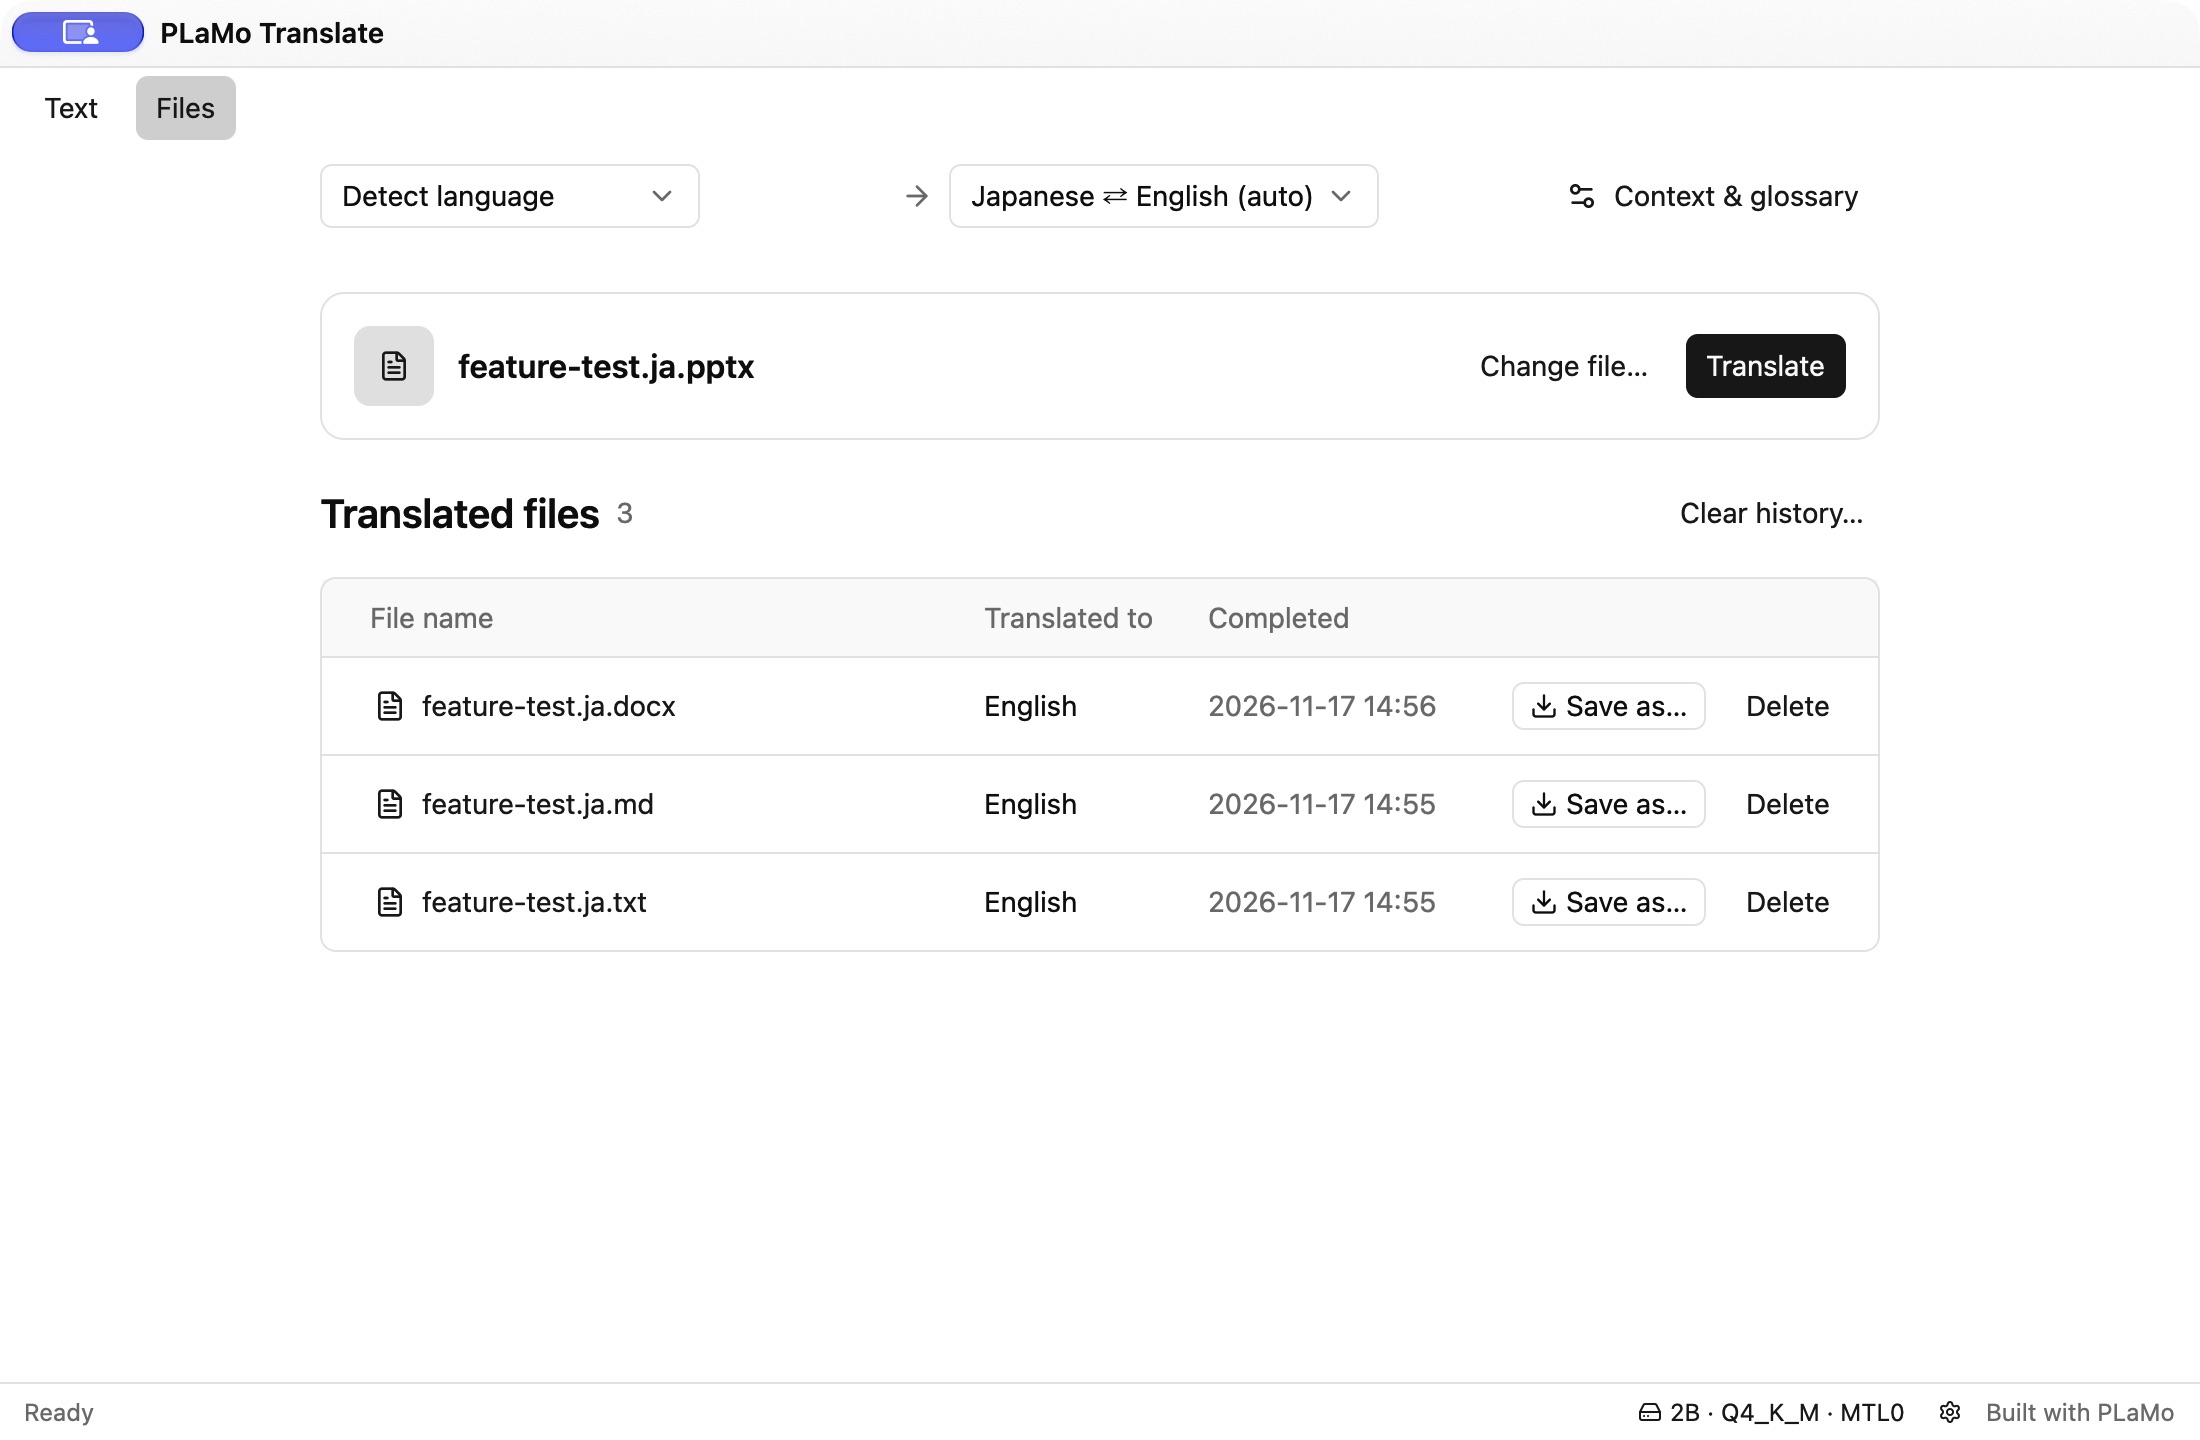 PLaMo Translate
Text
Files
Detect language
→
Japanese ⇄ English (auto)
Context & glossary
feature-test.ja.pptx
Change file...
Translate
Translated files 3
Clear history...
File name Translated to Completed
feature-test.ja.docx English 2026-11-17 14:56 Save as... Delete
feature-test.ja.md English 2026-11-17 14:55 Save as... Delete
feature-test.ja.txt English 2026-11-17 14:55 Save as... Delete
Ready
2B · Q4_K_M · MTL0
Built with PLaMo